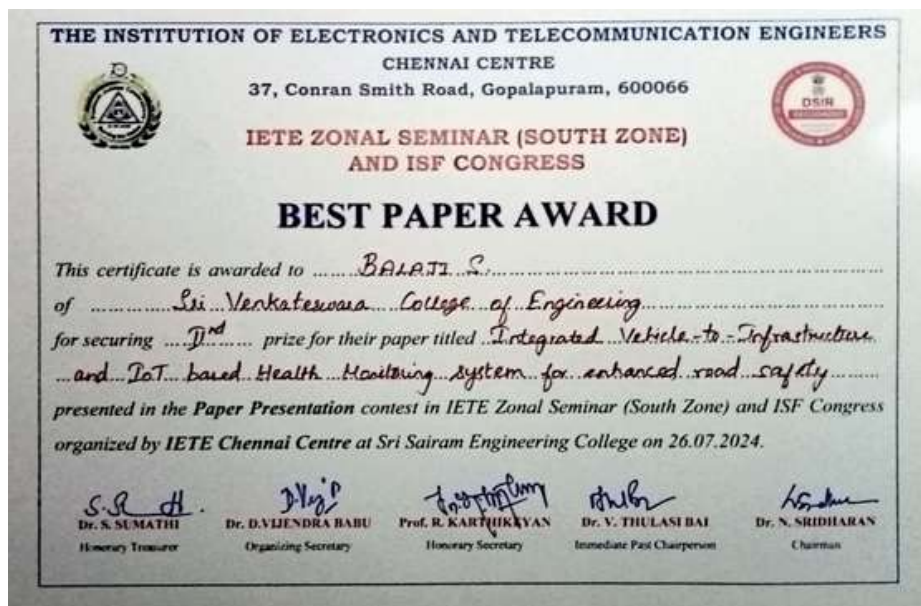 THE INSTITUTION OF ELECTRONICS AND TELECOMMUNICATION ENGINEERS
CHENNAI CENTRE
37, Conran Smith Road, Gopalapuram, 600066
DSIR
IETE ZONAL SEMINAR (SOUTH ZONE)
AND ISF CONGRESS
BEST PAPER AWARD
This certificate is awarded to ...... BALAJI S. ......
of ...... Sri Venkateswara College of Engineering ......
for securing .... IInd ...... prize for their paper titled ..Integrated Vehicle-to-Infrastructure
...and IoT based Health Monitoring system for enhanced road safety ......
presented in the Paper Presentation contest in IETE Zonal Seminar (South Zone) and ISF Congress
organized by IETE Chennai Centre at Sri Sairam Engineering College on 26.07.2024.
Dr. S. SUMATHI Dr. D.VIJENDRA BABU Prof. R. KARTHIKEYAN Dr. V. THULASI BAI Dr. N. SRIDHARAN
Honorary Treasurer Organizing Secretary Honorary Secretary Immediate Past Chairperson Chairman